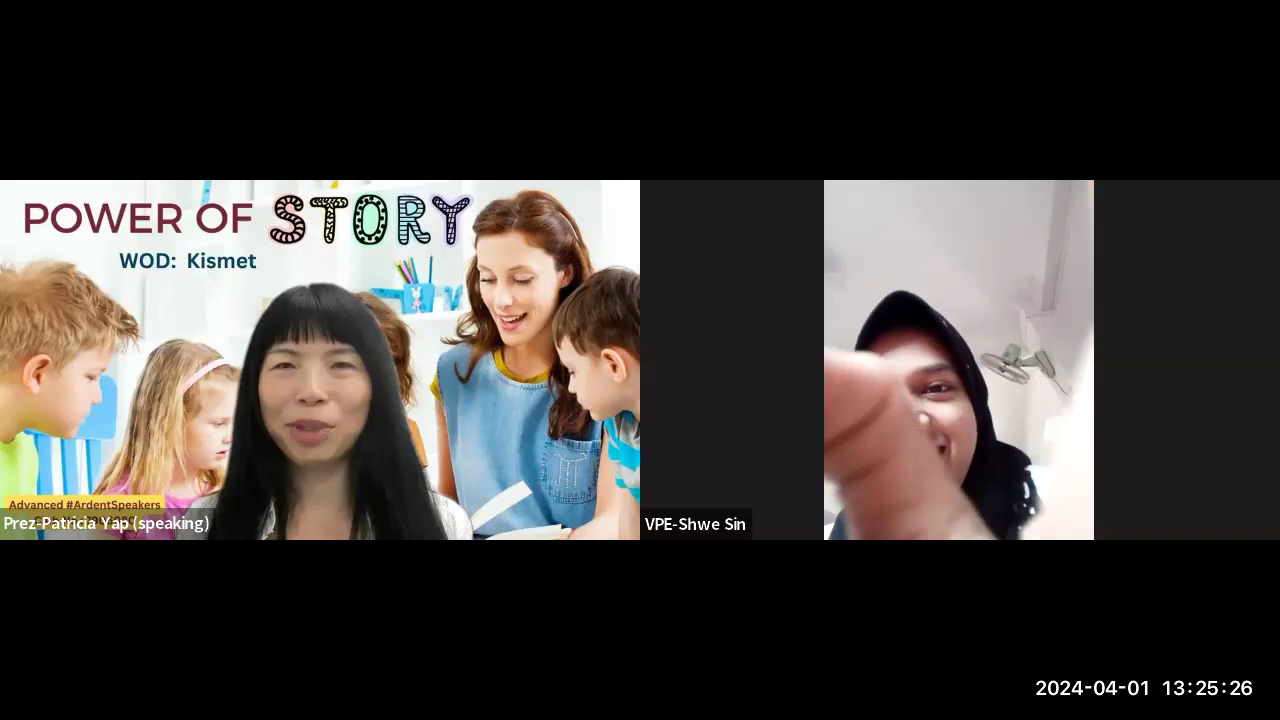 POWER OF STORY
WOD: Kismet
Advanced #ArdentSpeakers
Prez-Patricia Yap (speaking)
VPE-Shwe Sin
2024-04-01 13:25:26